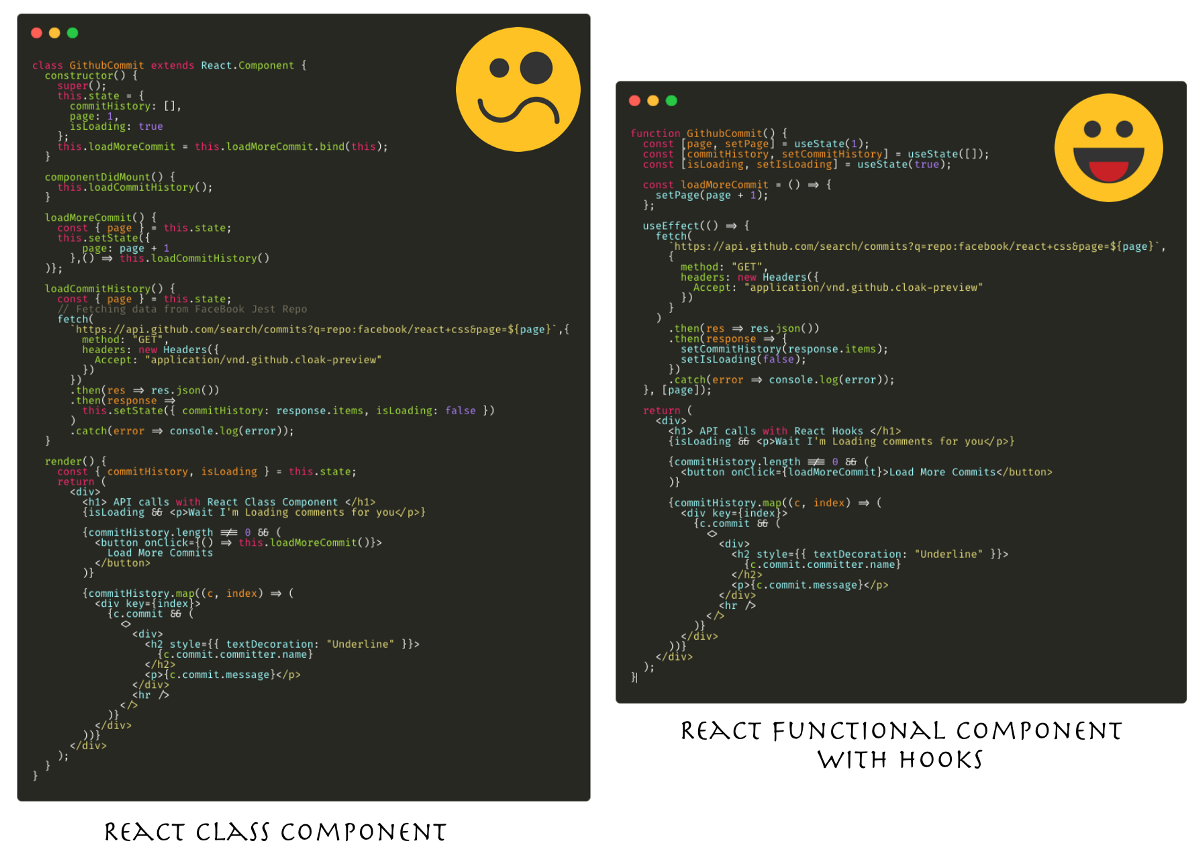 class GithubCommit extends React.Component {
  constructor() {
    super();
    this.state = {
      commitHistory: [],
      page: 1,
      isLoading: true
    };
    this.loadMoreCommit = this.loadMoreCommit.bind(this);
  }

  componentDidMount() {
    this.loadCommitHistory();
  }

  loadMoreCommit() {
    const { page } = this.state;
    this.setState({
        page: page + 1
      },() => this.loadCommitHistory()
  )};

  loadCommitHistory() {
    const { page } = this.state;
    // Fetching data from FaceBook Jest Repo
    fetch(
      `https://api.github.com/search/commits?q=repo:facebook/react+css&page=${page}`,{
        method: "GET",
        headers: new Headers({
          Accept: "application/vnd.github.cloak-preview"
        })
      })
      .then(res => res.json())
      .then(response =>
        this.setState({ commitHistory: response.items, isLoading: false })
      )
      .catch(error => console.log(error));
  }

  render() {
    const { commitHistory, isLoading } = this.state;
    return (
      <div>
        <h1> API calls with React Class Component </h1>
        {isLoading && <p>Wait I'm Loading comments for you</p>}

        {commitHistory.length !== 0 && (
          <button onClick={() => this.loadMoreCommit()}>
            Load More Commits
          </button>
        )}

        {commitHistory.map((c, index) => (
          <div key={index}>
            {c.commit && (
              <>
                <div>
                  <h2 style={{ textDecoration: "Underline" }}>
                    {c.commit.committer.name}
                  </h2>
                  <p>{c.commit.message}</p>
                </div>
                <hr />
              </>
            )}
          </div>
        ))}
      </div>
    );
  }
}
REACT CLASS COMPONENT
function GithubCommit() {
  const [page, setPage] = useState(1);
  const [commitHistory, setCommitHistory] = useState([]);
  const [isLoading, setIsLoading] = useState(true);

  const loadMoreCommit = () => {
    setPage(page + 1);
  };

  useEffect(() => {
    fetch(
      `https://api.github.com/search/commits?q=repo:facebook/react+css&page=${page}`,
      {
        method: "GET",
        headers: new Headers({
          Accept: "application/vnd.github.cloak-preview"
        })
      }
    )
      .then(res => res.json())
      .then(response => {
        setCommitHistory(response.items);
        setIsLoading(false);
      })
      .catch(error => console.log(error));
  }, [page]);

  return (
    <div>
      <h1> API calls with React Hooks </h1>
      {isLoading && <p>Wait I'm Loading comments for you</p>}

      {commitHistory.length !== 0 && (
        <button onClick={loadMoreCommit}>Load More Commits</button>
      )}

      {commitHistory.map((c, index) => (
        <div key={index}>
          {c.commit && (
            <>
              <div>
                <h2 style={{ textDecoration: "Underline" }}>
                  {c.commit.committer.name}
                </h2>
                <p>{c.commit.message}</p>
              </div>
              <hr />
            </>
          )}
        </div>
      ))}
    </div>
  );
}
REACT FUNCTIONAL COMPONENT
WITH HOOKS